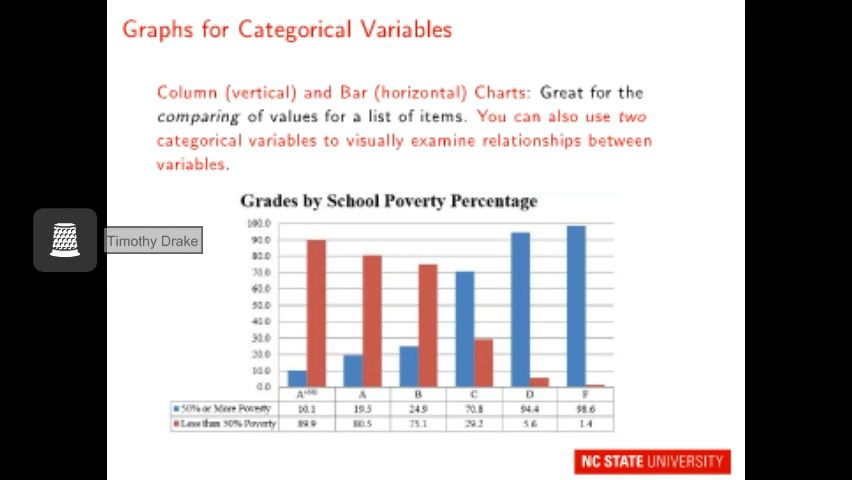 Graphs for Categorical Variables
Column (vertical) and Bar (horizontal) Charts: Great for the
comparing of values for a list of items. You can also use two
categorical variables to visually examine relationships between
variables.
Timothy Drake
Grades by School Poverty Percentage
100.0
90.0
80.0
70.0
60.0
50.0
40.0
30.0
20.0
10.0
0.0
A B C D F
50% or More Poverty 10.1 19.5 24.9 70.8 94.4 98.6
Less than 50% Poverty 89.9 80.5 75.1 29.2 5.6 1.4
NC STATE UNIVERSITY